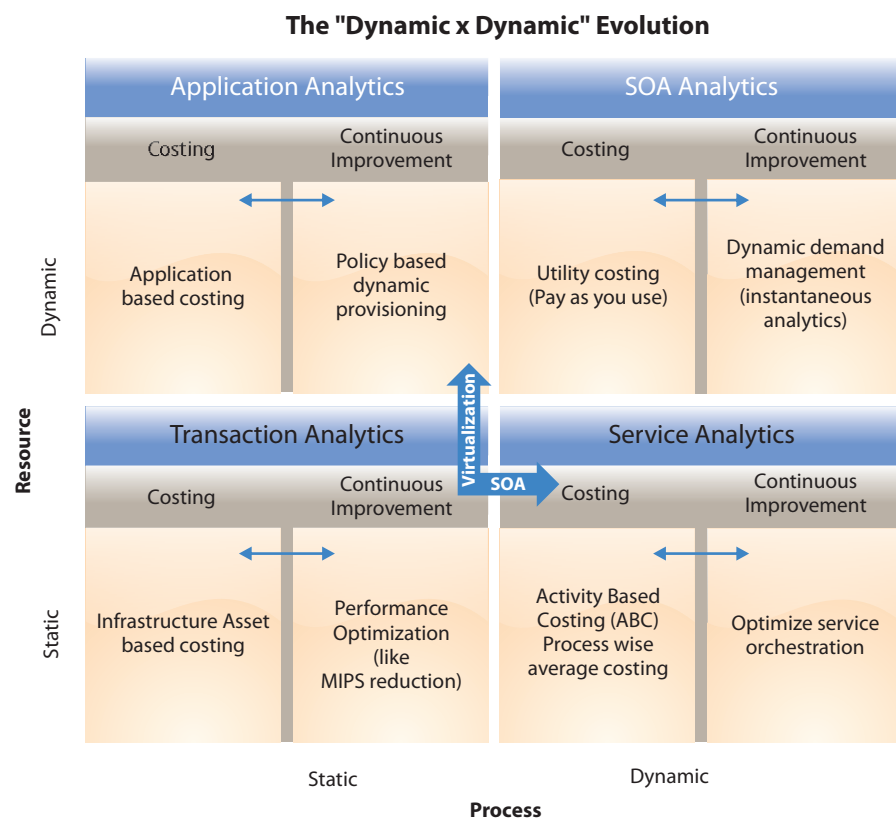 The "Dynamic x Dynamic" Evolution
Application Analytics
SOA Analytics
Costing
Continuous
Improvement
Costing
Continuous
Improvement
Dynamic
Application
based costing
Policy based
dynamic
provisioning
Utility costing
(Pay as you use)
Dynamic demand
management
(instantaneous
analytics)
Resource
Virtualization
SOA
Transaction Analytics
Service Analytics
Costing
Continuous
Improvement
Costing
Continuous
Improvement
Static
Infrastructure Asset
based costing
Performance
Optimization
(like
MIPS reduction)
Activity Based
Costing (ABC)
Process wise
average costing
Optimize service
orchestration
Static
Dynamic
Process